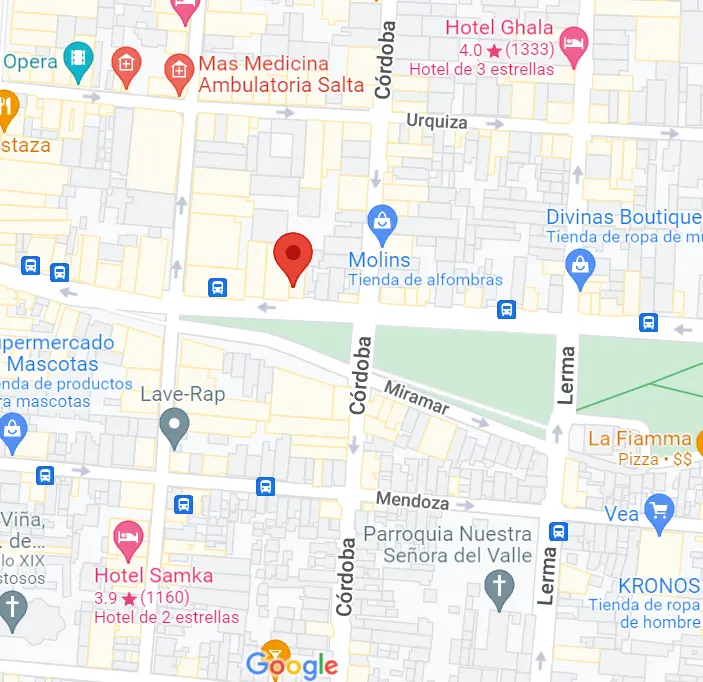 Hotel Ghala
4.0 ★ (1333)
Hotel de 3 estrellas
Córdoba
Opera
Mas Medicina
Ambulatoria Salta
Urquiza
staza
Divinas Boutique
Tienda de ropa de mu
Molins
Tienda de alfombras
upermercado
Mascotas
enda de productos
ra mascotas
Lave-Rap
Córdoba
Miramar
Lerma
La Fiamma
Pizza • $$
Mendoza
Vea
Viña,
. de…
lo XIX
stosos
Parroquia Nuestra
Señora del Valle
Hotel Samka
3.9 ★ (1160)
Hotel de 2 estrellas
Córdoba
Lerma
KRONOS
Tienda de ropa
de hombre
Google